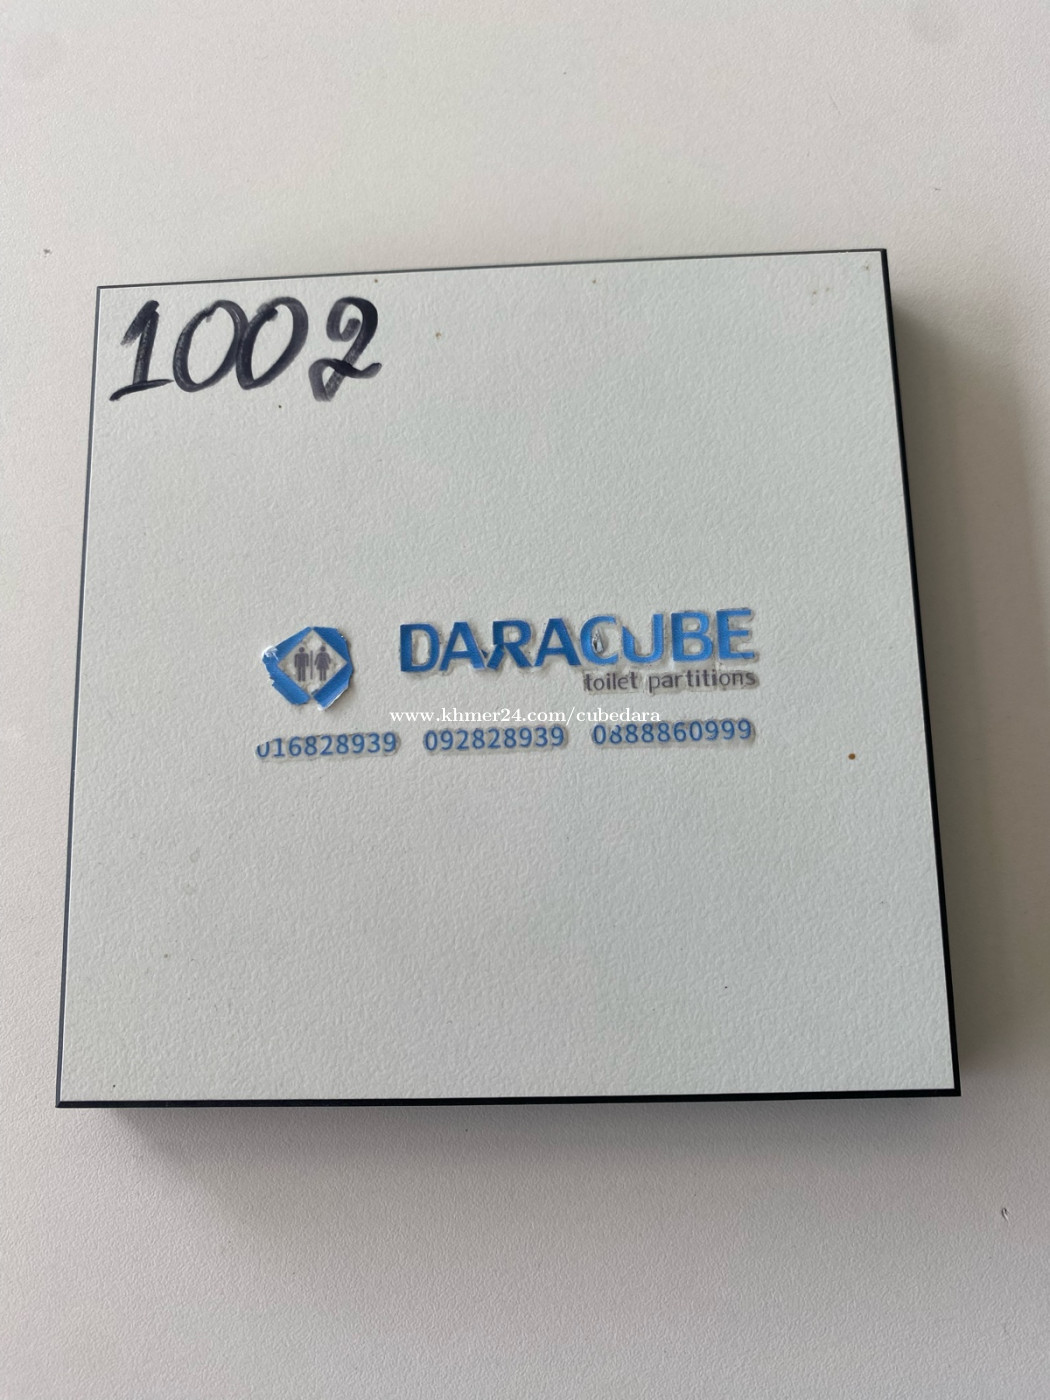 1002
DARACUBE
toilet partitions
www.khmer24.com/cubedara
016828939 092828939 0888860999